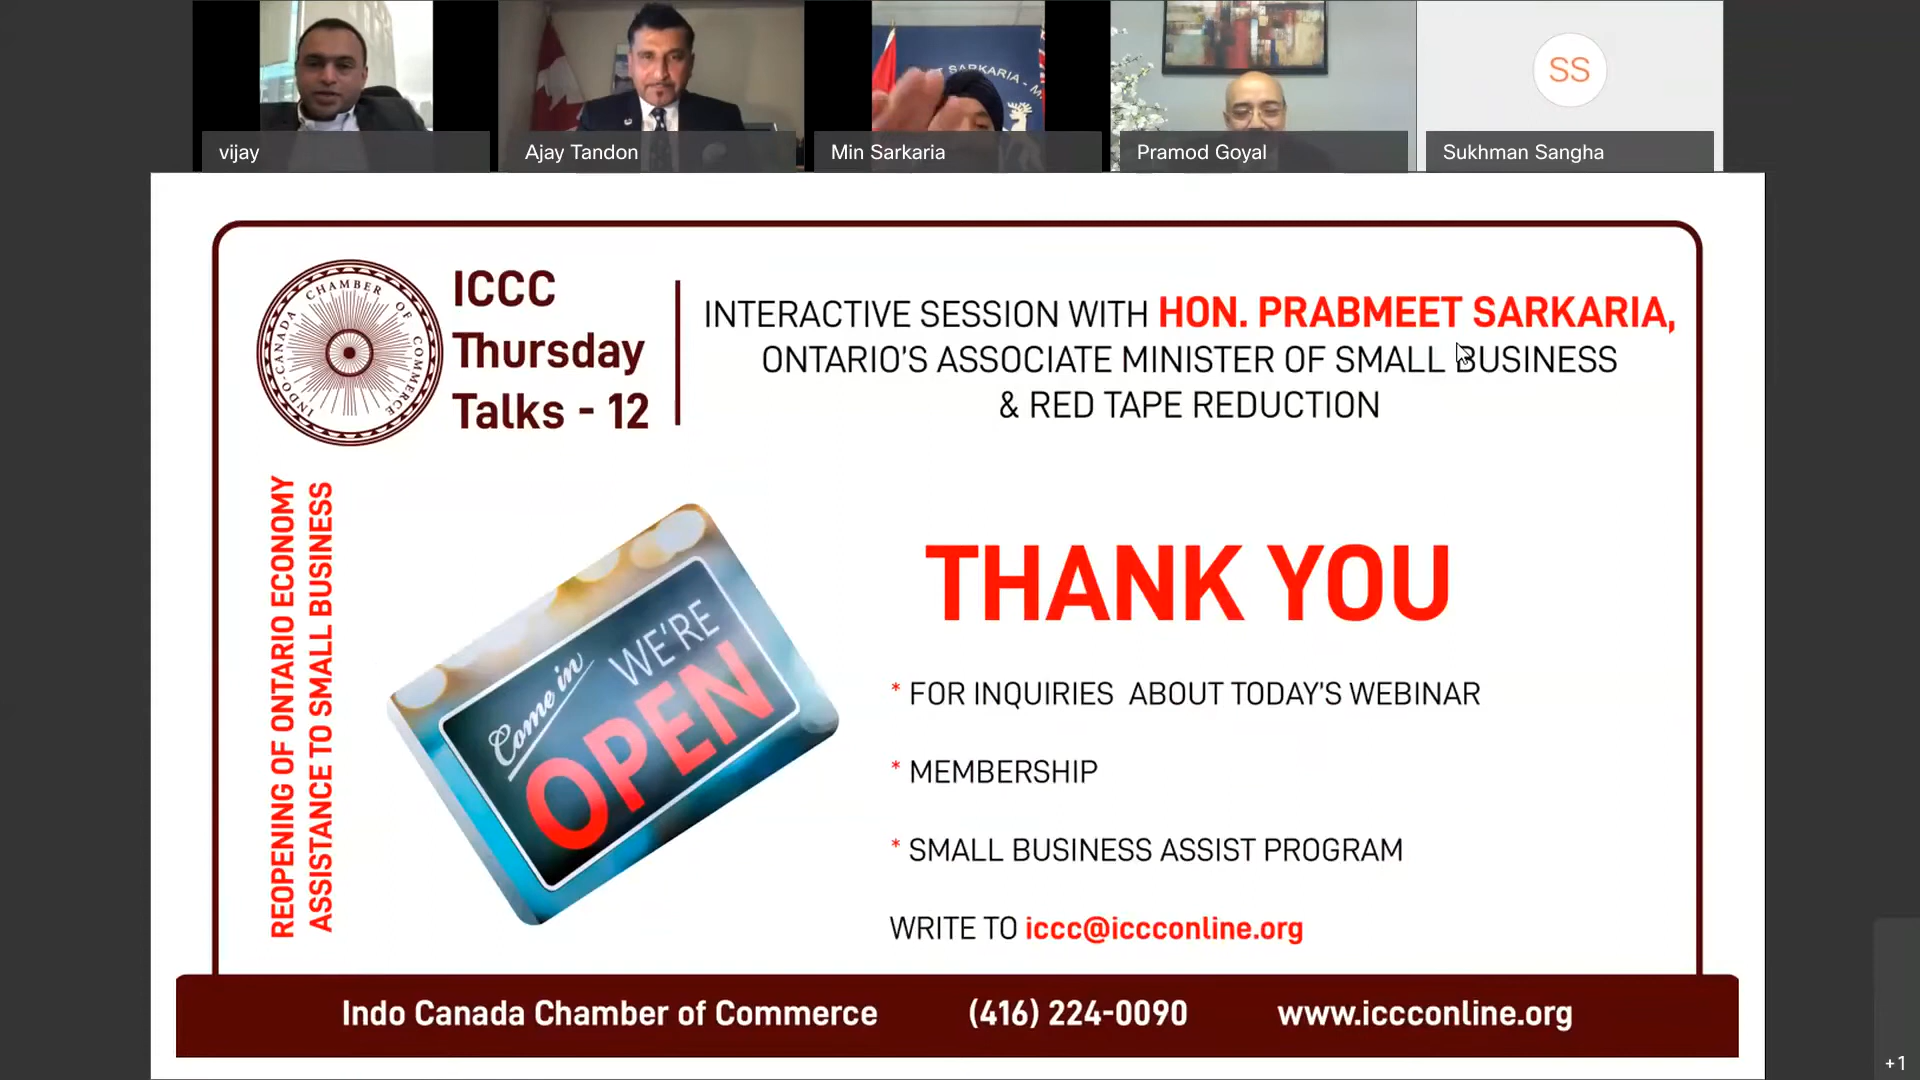 vijay
Ajay Tandon
T SARKARIA - M
Min Sarkaria
Pramod Goyal
SS
Sukhman Sangha
INDO-CANADA CHAMBER OF COMMERCE
ICCC
Thursday
Talks - 12
INTERACTIVE SESSION WITH HON. PRABMEET SARKARIA,
ONTARIO'S ASSOCIATE MINISTER OF SMALL BUSINESS
& RED TAPE REDUCTION
REOPENING OF ONTARIO ECONOMY
ASSISTANCE TO SMALL BUSINESS
Come in
WE'RE
OPEN
THANK YOU
* FOR INQUIRIES ABOUT TODAY'S WEBINAR
* MEMBERSHIP
* SMALL BUSINESS ASSIST PROGRAM
WRITE TO iccc@iccconline.org
Indo Canada Chamber of Commerce (416) 224-0090 www.iccconline.org
+1